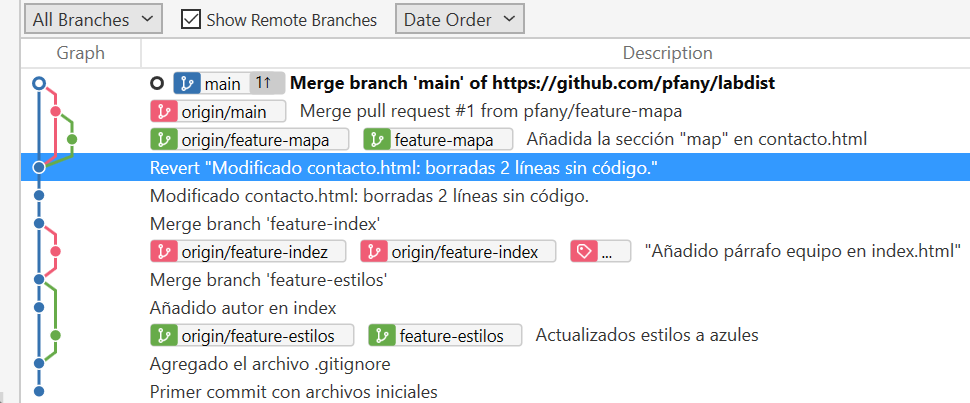 All Branches Show Remote Branches Date Order
Graph Description
main 1↑ Merge branch 'main' of https://github.com/pfany/labdist
origin/main Merge pull request #1 from pfany/feature-mapa
origin/feature-mapa feature-mapa Añadida la sección "map" en contacto.html
Revert "Modificado contacto.html: borradas 2 líneas sin código."
Modificado contacto.html: borradas 2 líneas sin código.
Merge branch 'feature-index'
origin/feature-indez origin/feature-index ... "Añadido párrafo equipo en index.html"
Merge branch 'feature-estilos'
Añadido autor en index
origin/feature-estilos feature-estilos Actualizados estilos a azules
Agregado el archivo .gitignore
Primer commit con archivos iniciales